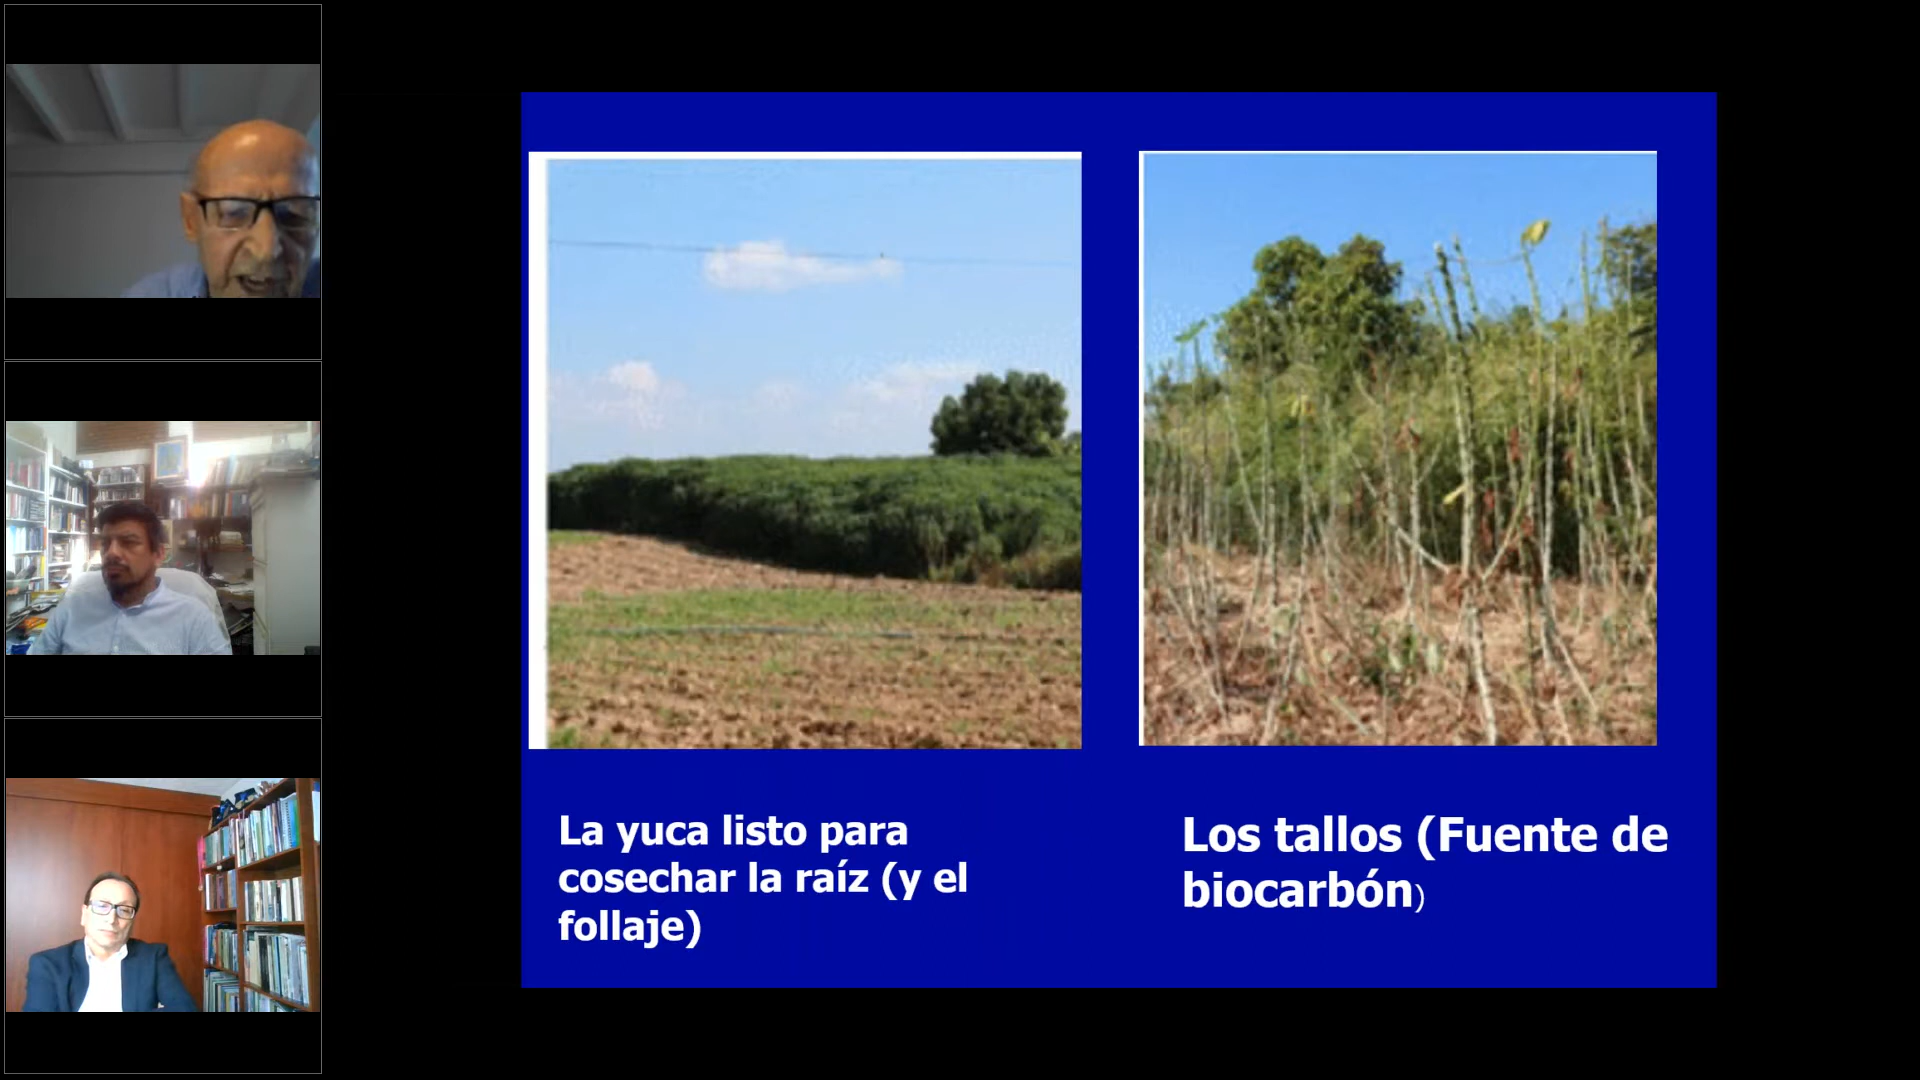 La yuca listo para
cosechar la raíz (y el
follaje)
Los tallos (Fuente de
biocarbón)